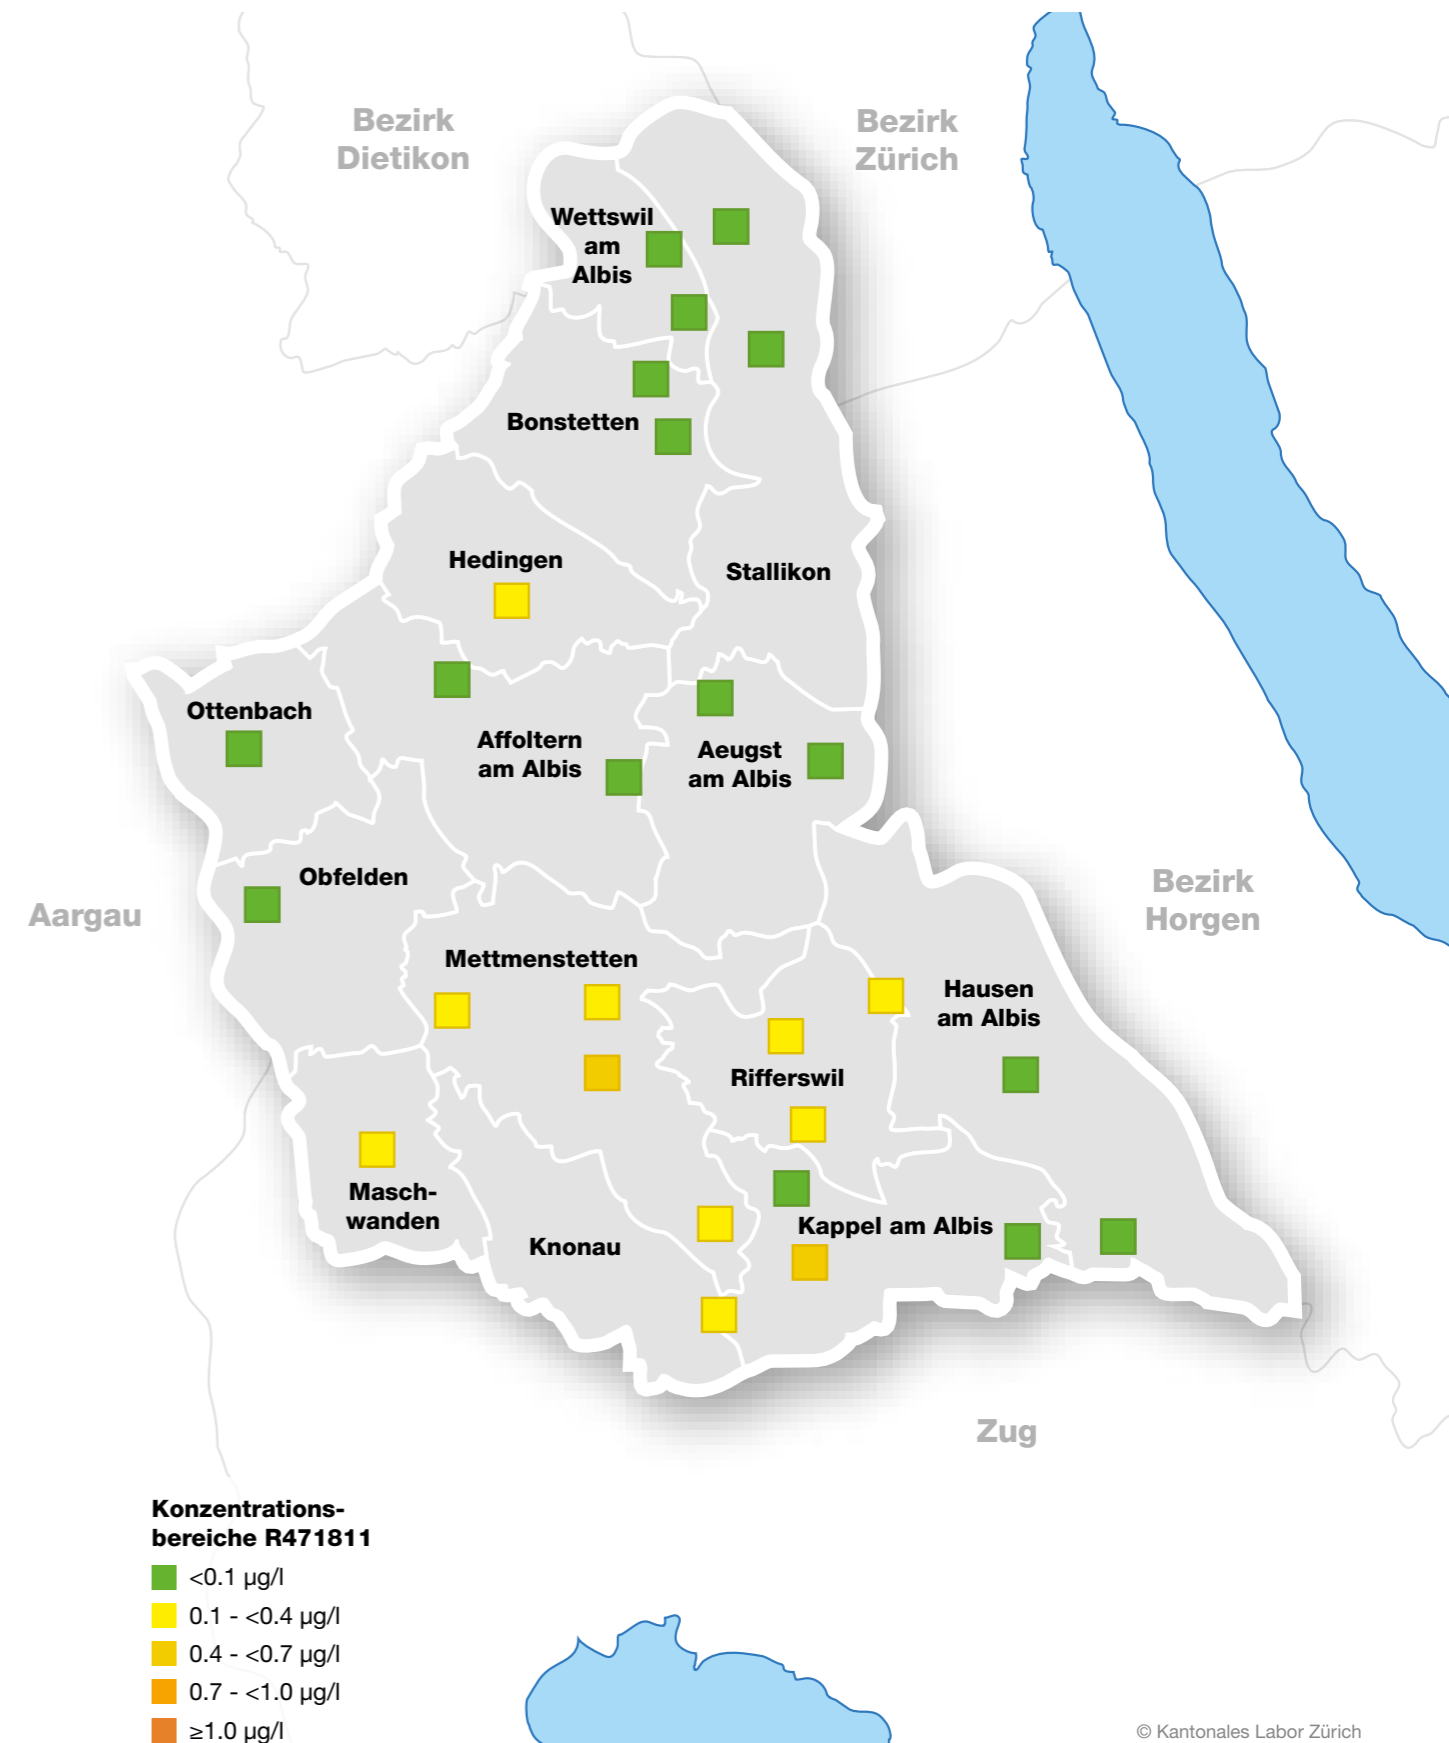 Bezirk
Dietikon
Bezirk
Zürich
Wettswil
am
Albis
Bonstetten
Hedingen
Stallikon
Ottenbach
Affoltern
am Albis
Aeugst
am Albis
Obfelden
Aargau
Bezirk
Horgen
Mettmenstetten
Hausen
am Albis
Rifferswil
Masch-
wanden
Kappel am Albis
Knonau
Zug
Konzentrations-
bereiche R471811
<0.1 µg/l
0.1 - <0.4 µg/l
0.4 - <0.7 µg/l
0.7 - <1.0 µg/l
≥1.0 µg/l
© Kantonales Labor Zürich